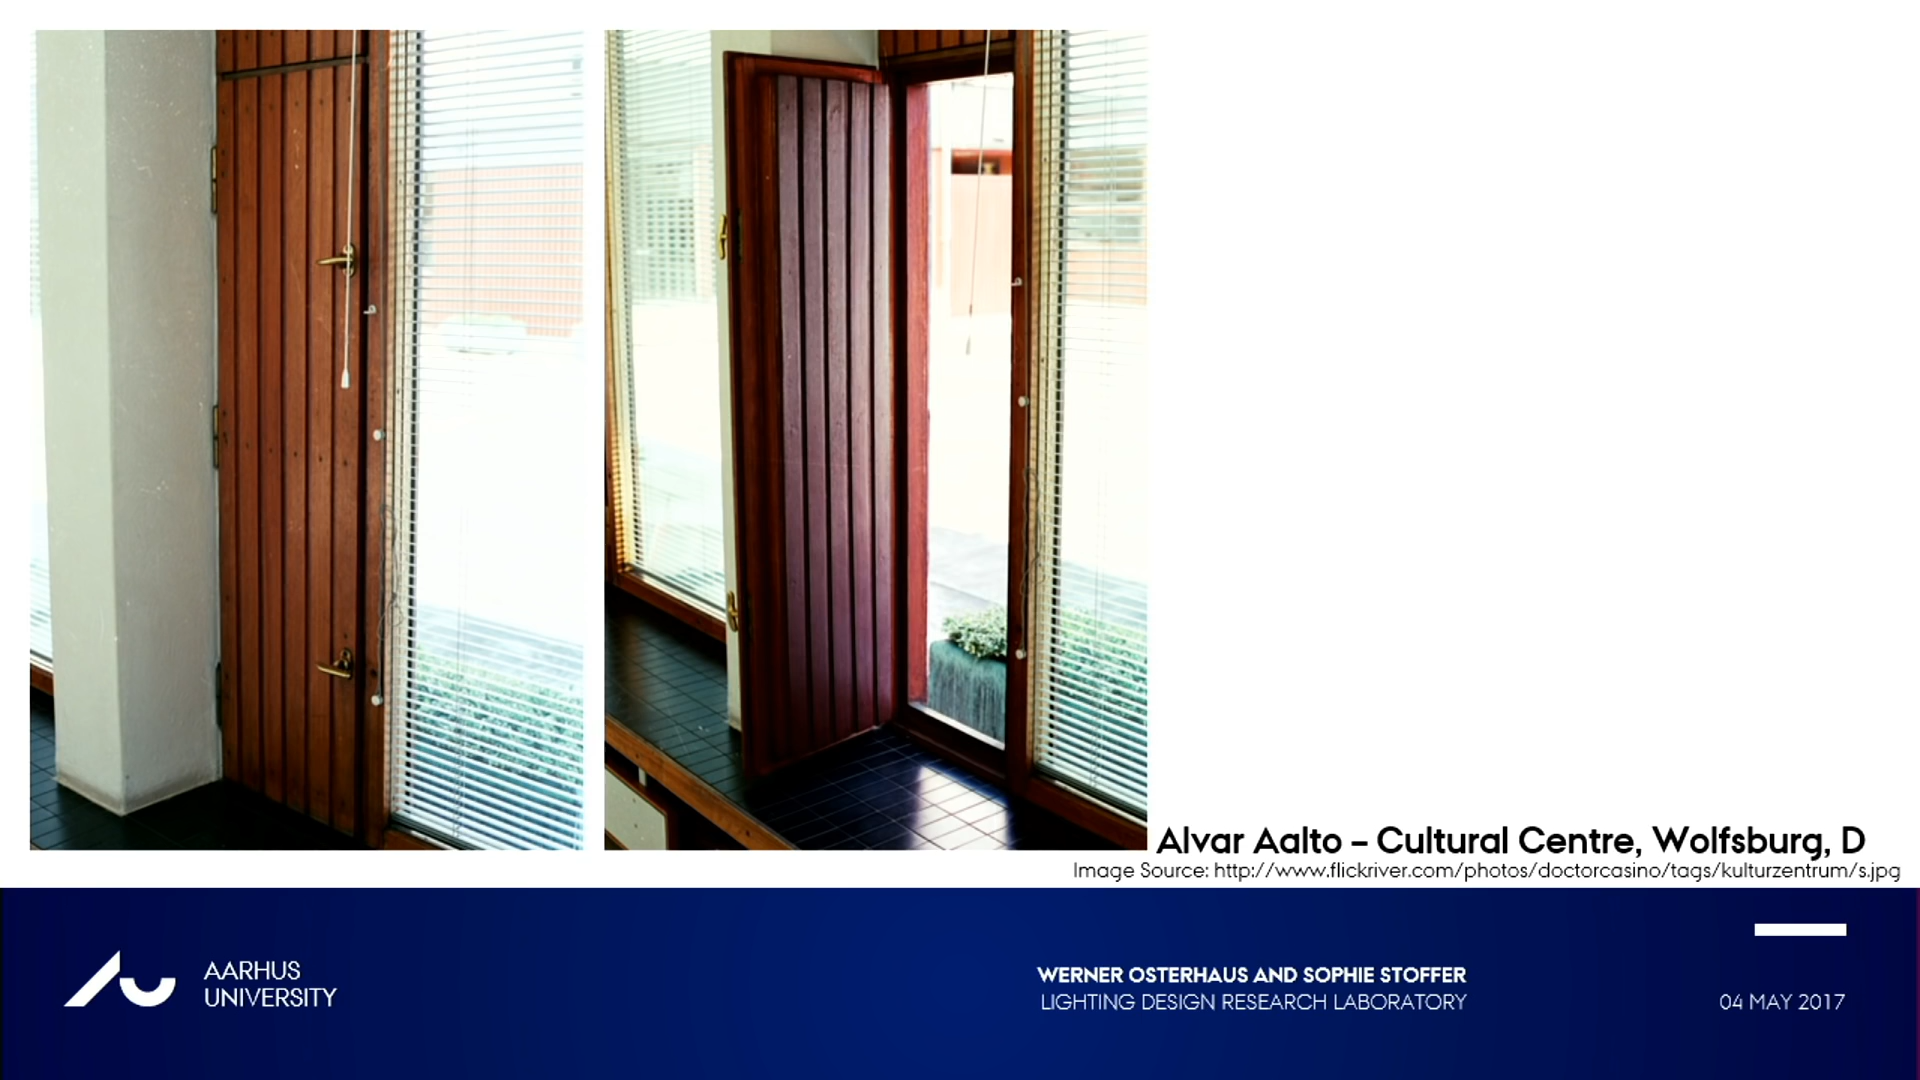 Alvar Aalto – Cultural Centre, Wolfsburg, D
Image Source: http://www.flickriver.com/photos/doctorcasino/tags/kulturzentrum/s.jpg
AARHUS
UNIVERSITY
WERNER OSTERHAUS AND SOPHIE STOFFER
LIGHTING DESIGN RESEARCH LABORATORY
04 MAY 2017